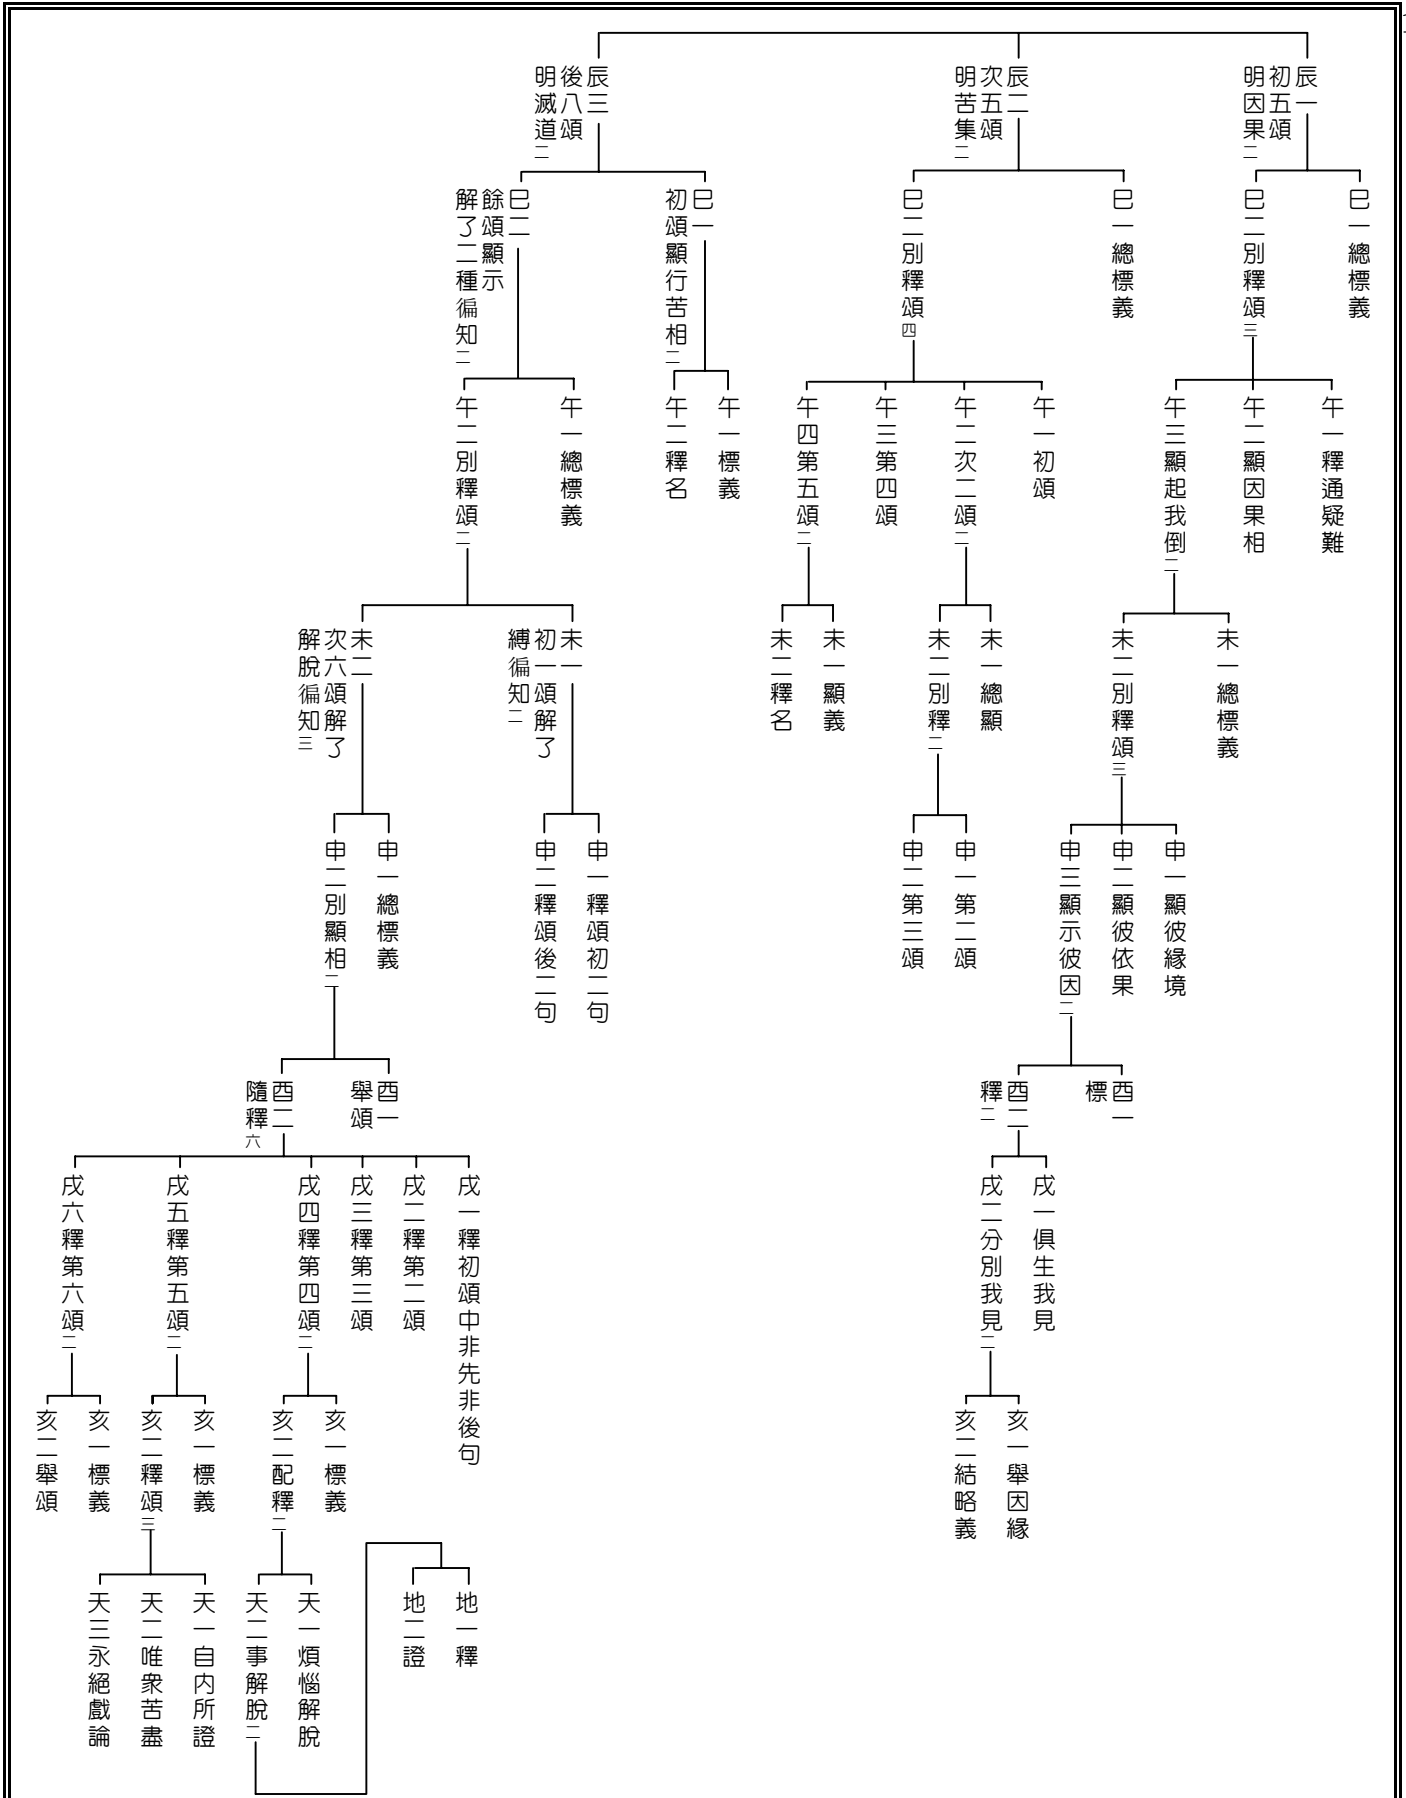 辰一
初五頌
明因果二
辰二
次五頌
明苦集二
辰三
後八頌
明滅道二
巳一總標義
巳二別釋頌三
巳一總標義
巳二別釋頌四
巳一
初頌顯行苦相二
巳二
餘頌顯示
解了二種徧知二
午一釋通疑難
午二顯因果相
午三顯起我倒二
午一初頌
午二次二頌二
午三第四頌
午四第五頌二
午一標義
午二釋名
午一總標義
午二別釋頌二
未一總標義
未二別釋頌三
未一總顯
未二別釋二
未一顯義
未二釋名
未一
初一頌解了
縛徧知二
未二
次六頌解了
解脫徧知三
申一顯彼緣境
申二顯彼依果
申三顯示彼因二
申一第二頌
申二第三頌
申一釋頌初二句
申二釋頌後二句
申一總標義
申二別顯相二
酉一
標
酉二
釋二
酉一
舉頌
酉二
隨釋六
戌一俱生我見
戌二分別我見二
戌一釋初頌中非先非後句
戌二釋第二頌
戌三釋第三頌
戌四釋第四頌二
戌五釋第五頌二
戌六釋第六頌二
亥一舉因緣
亥二結略義
亥一標義
亥二配釋二
亥一標義
亥二釋頌三
亥一標義
亥二舉頌
地一釋
地二證
天一煩惱解脫
天二事解脫二
天一自內所證
天二唯衆苦盡
天三永絕戲論